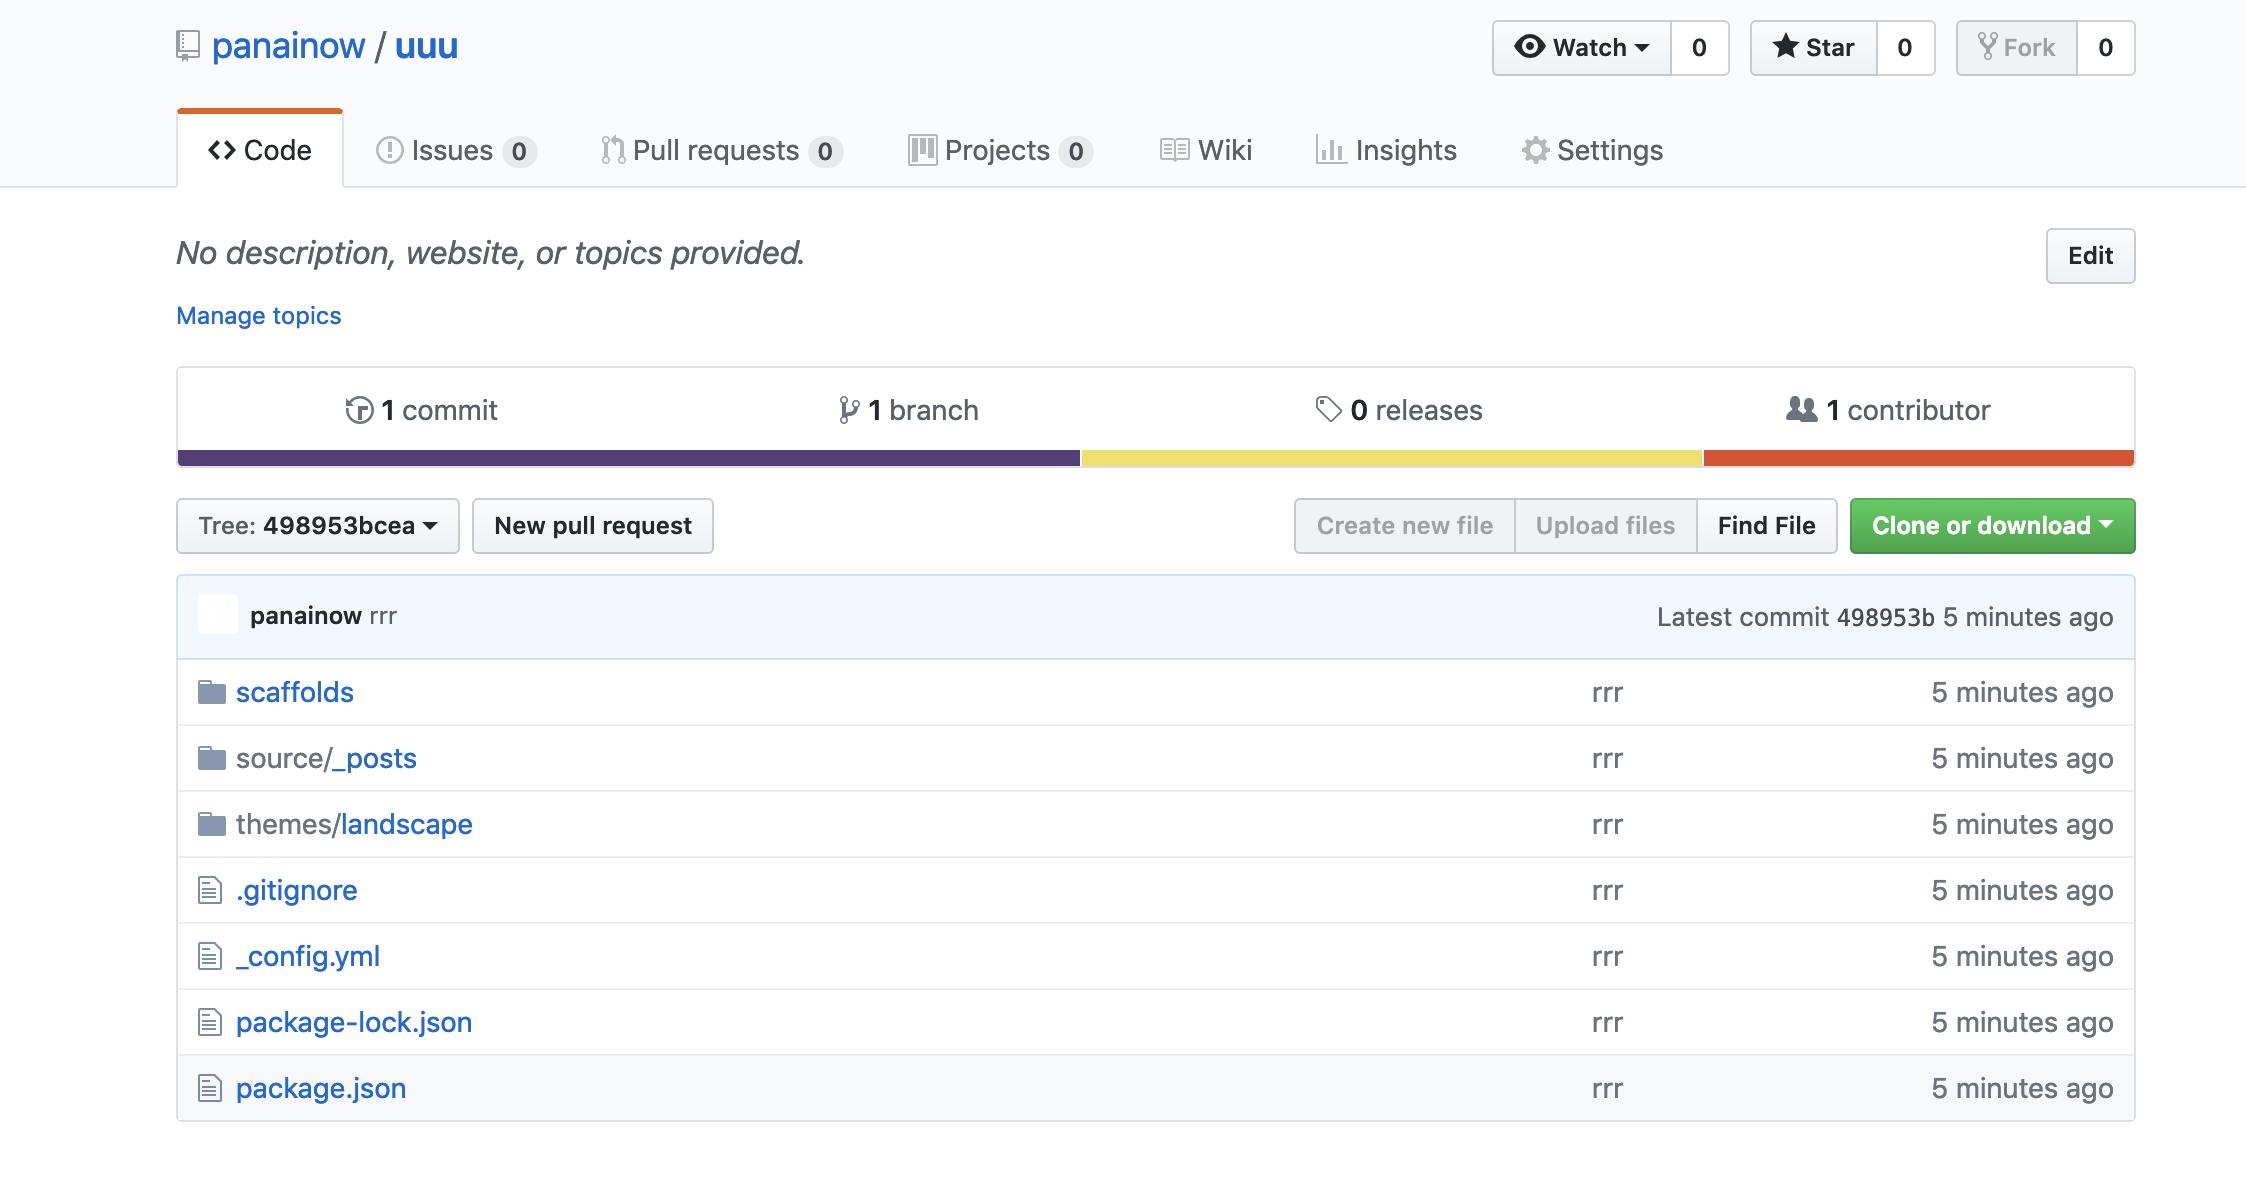 panainow / uuu Watch 0 Star 0 Fork 0
Code Issues 0 Pull requests 0 Projects 0 Wiki Insights Settings
No description, website, or topics provided. Edit
Manage topics
1 commit 1 branch 0 releases 1 contributor
Tree: 498953bcea New pull request Create new file Upload files Find File Clone or download
panainow rrr Latest commit 498953b 5 minutes ago
scaffolds rrr 5 minutes ago
source/_posts rrr 5 minutes ago
themes/landscape rrr 5 minutes ago
.gitignore rrr 5 minutes ago
_config.yml rrr 5 minutes ago
package-lock.json rrr 5 minutes ago
package.json rrr 5 minutes ago